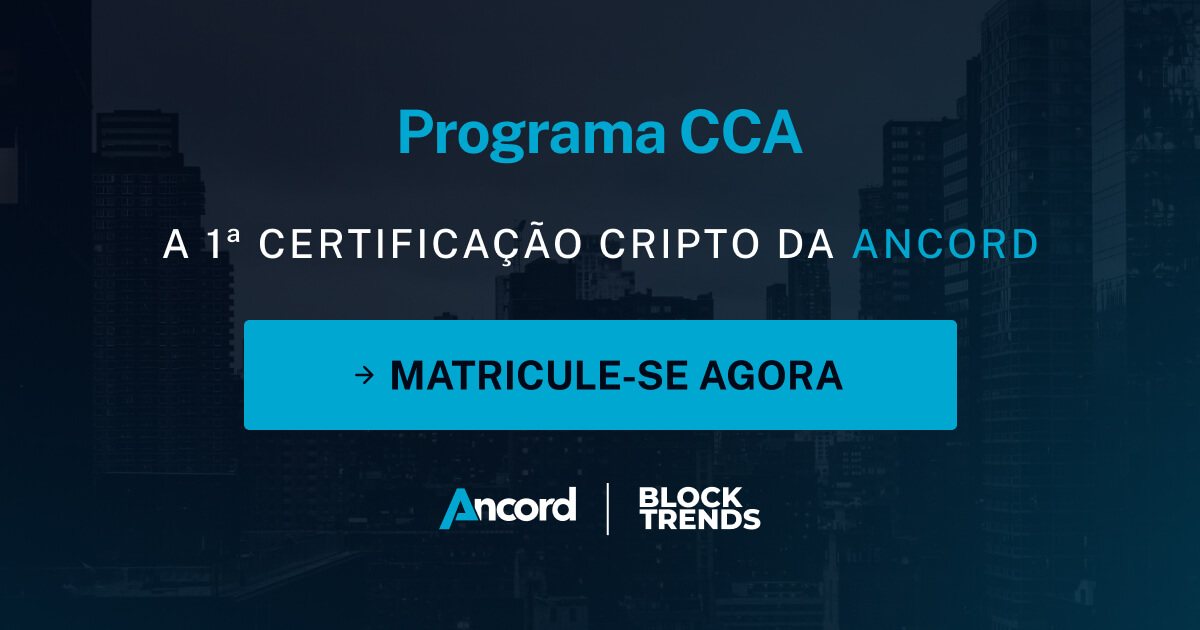 Programa CCA
A 1ª CERTIFICAÇÃO CRIPTO DA ANCORD
→ MATRICULE-SE AGORA
Ancord | BLOCK
TRENDS